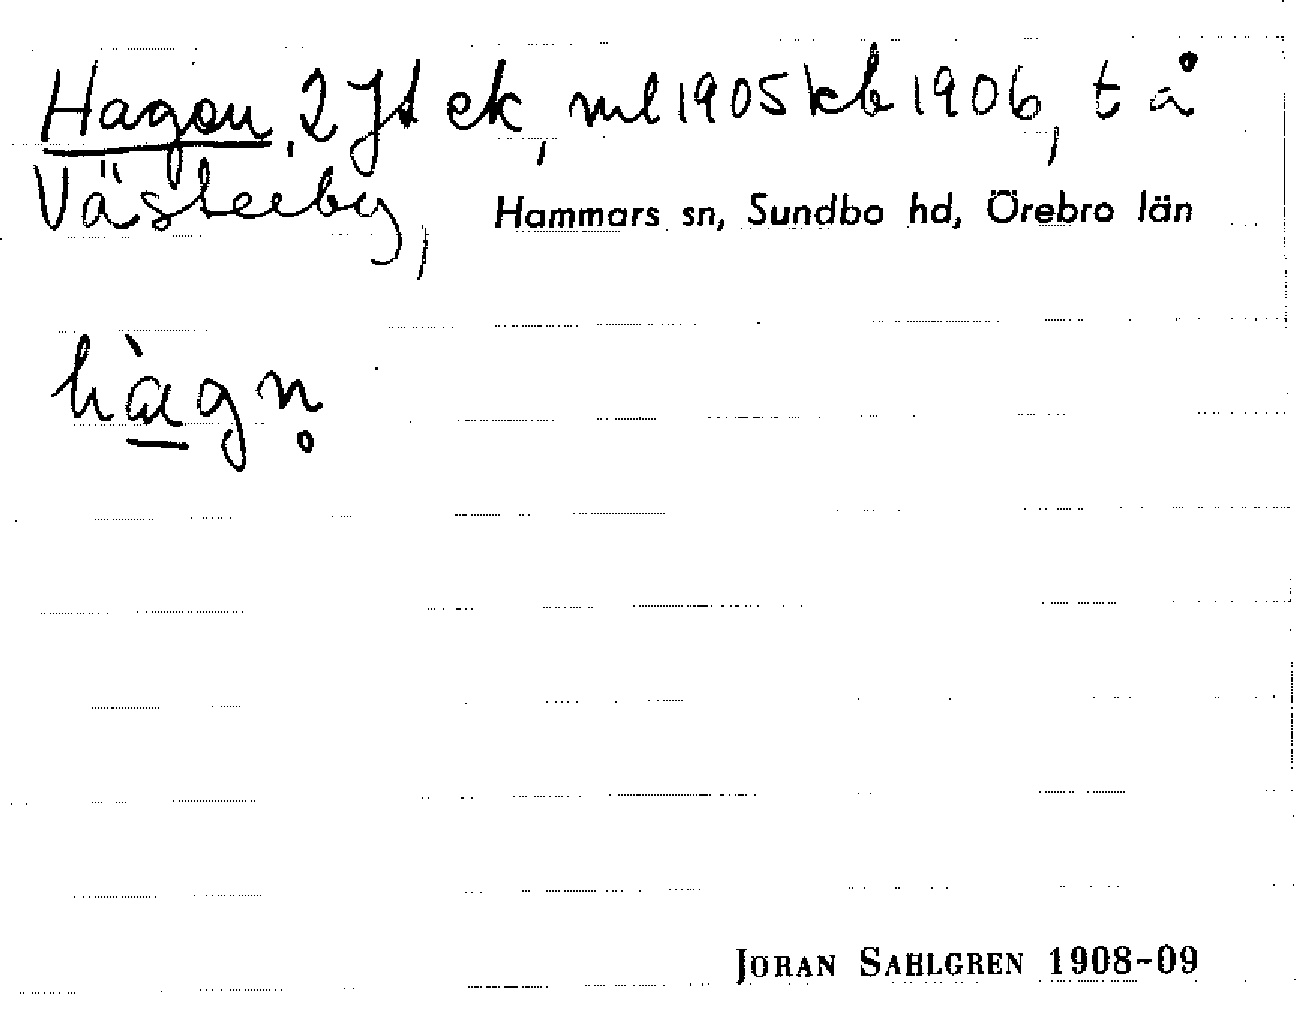 Hagen, 2 Jt ek, ml 1905 kb 1906, t å
Västerby, Hammars sn, Sundbo hd, Örebro län
hàgn̥
JORAN SAHLGREN 1908-09